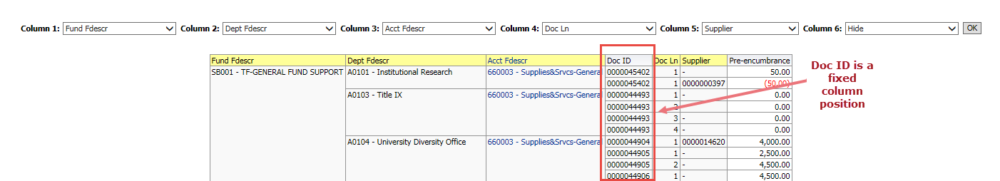 Column 1: Fund Fdescr Column 2: Dept Fdescr Column 3: Acct Fdescr Column 4: Doc Ln Column 5: Supplier Column 6: Hide OK
Fund Fdescr Dept Fdescr Acct Fdescr Doc ID Doc Ln Supplier Pre-encumbrance
SB001 - TF-GENERAL FUND SUPPORT A0101 - Institutional Research 660003 - Supplies&Srvcs-General 0000045402 1 - 50.00
0000045402 1 0000000397 (50.00)
A0103 - Title IX 660003 - Supplies&Srvcs-General 0000044493 1 - 0.00
0000044493 2 0.00
0000044493 3 - 0.00
0000044493 4 - 0.00
A0104 - University Diversity Office 660003 - Supplies&Srvcs-General 0000044904 1 0000014620 4,000.00
0000044905 1 - 2,500.00
0000044905 2 - 4,500.00
0000044906 1 - 4,500.00
Doc ID is a
fixed
column
position